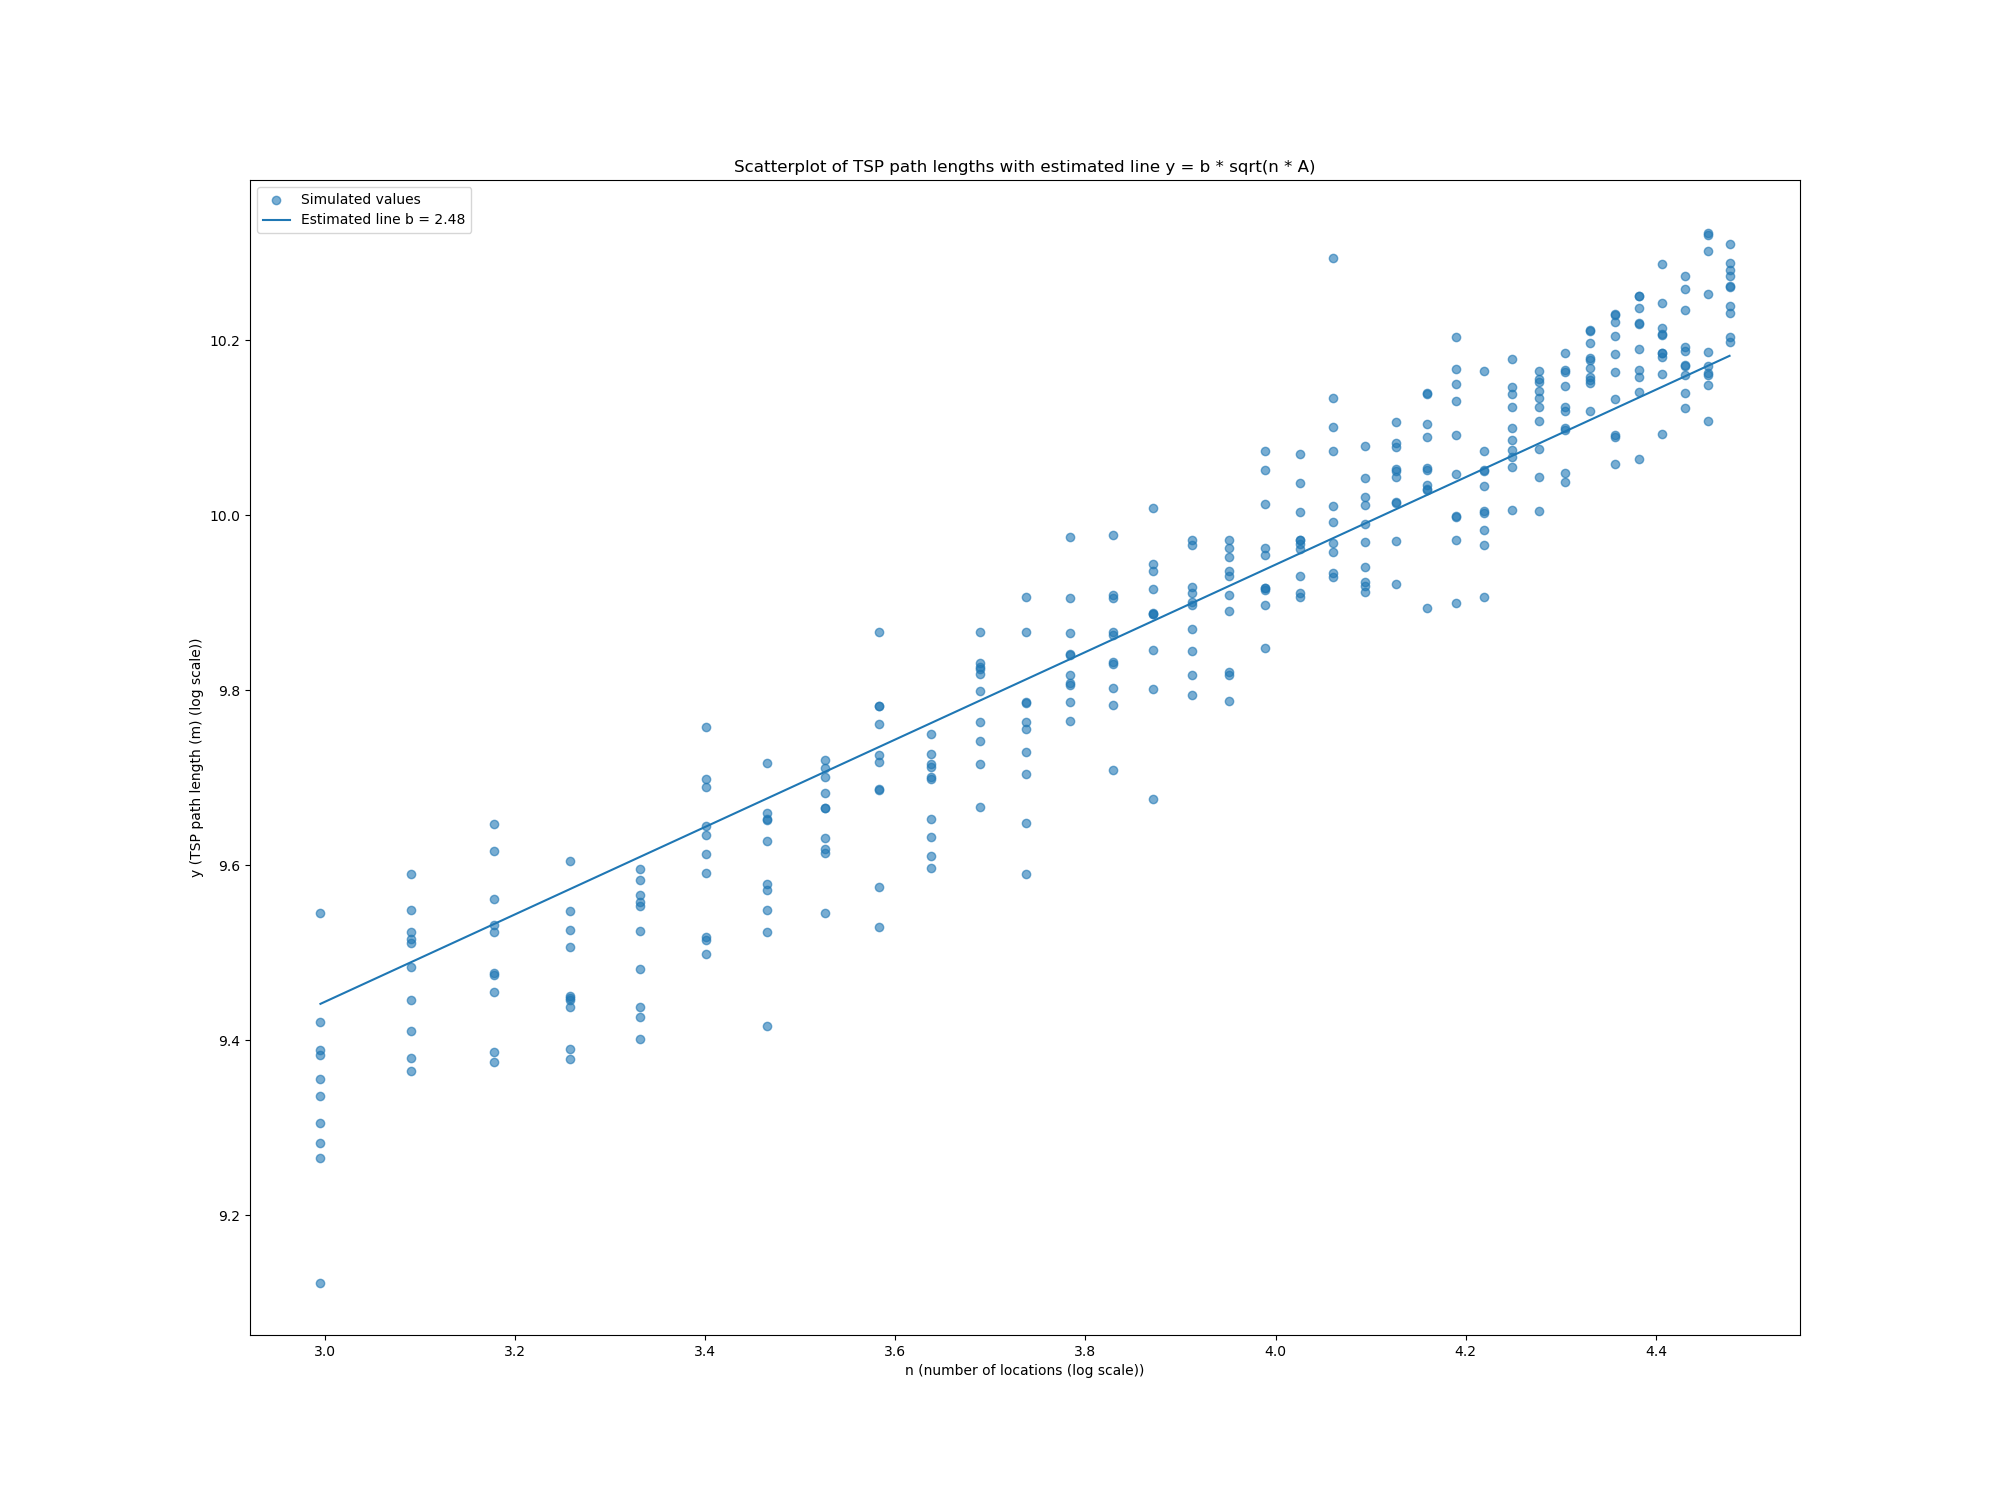 Scatterplot of TSP path lengths with estimated line y = b * sqrt(n * A)
Simulated values
Estimated line b = 2.48
y (TSP path length (m) (log scale))
10.2
10.0
9.8
9.6
9.4
9.2
3.0 3.2 3.4 3.6 3.8 4.0 4.2 4.4
n (number of locations (log scale))